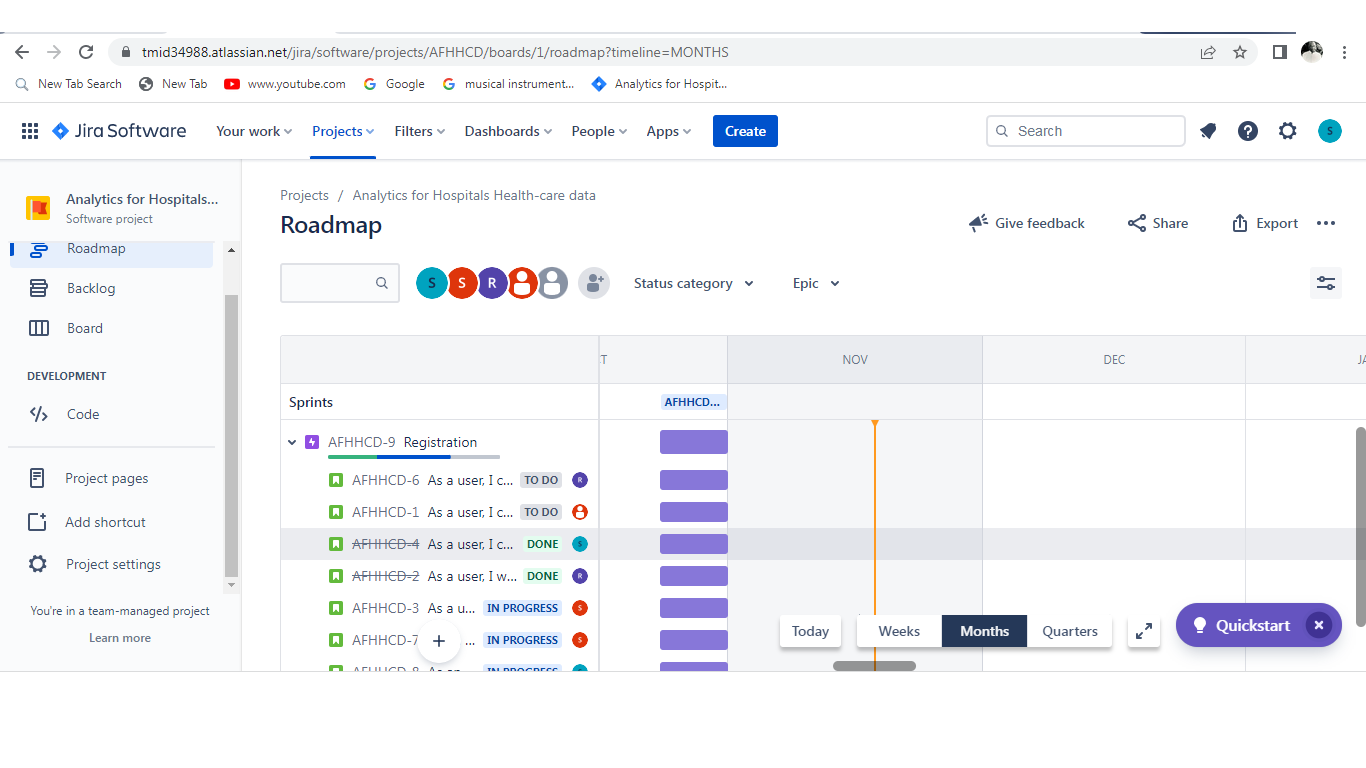 tmid34988.atlassian.net/jira/software/projects/AFHHCD/boards/1/roadmap?timeline=MONTHS
New Tab Search New Tab www.youtube.com Google musical instrument... Analytics for Hospit...
Jira Software Your work Projects Filters Dashboards People Apps Create Search S
Analytics for Hospitals...
Software project
Roadmap
Backlog
Board
DEVELOPMENT
Code
Project pages
Add shortcut
Project settings
You're in a team-managed project
Learn more
Projects / Analytics for Hospitals Health-care data
Roadmap
Give feedback Share Export
S S R Status category Epic
T NOV DEC JA
Sprints AFHHCD...
AFHHCD-9 Registration
AFHHCD-6 As a user, I c... TO DO R
AFHHCD-1 As a user, I c... TO DO
AFHHCD-4 As a user, I c... DONE S
AFHHCD-2 As a user, I w... DONE R
AFHHCD-3 As a u... IN PROGRESS S
AFHHCD-7 ... IN PROGRESS S
AFHHCD-8 IN PROGRESS
Today Weeks Months Quarters
Quickstart